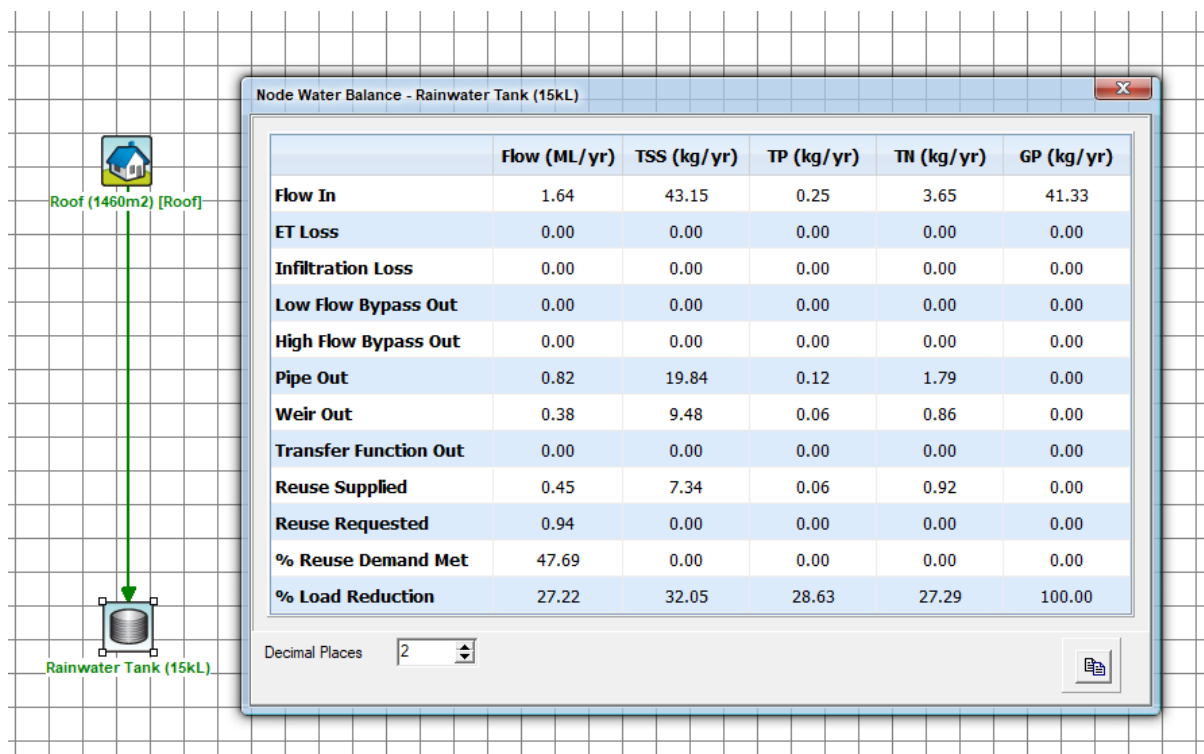 Node Water Balance - Rainwater Tank (15kL)
Flow (ML/yr) TSS (kg/yr) TP (kg/yr) TN (kg/yr) GP (kg/yr)
Flow In 1.64 43.15 0.25 3.65 41.33
ET Loss 0.00 0.00 0.00 0.00 0.00
Infiltration Loss 0.00 0.00 0.00 0.00 0.00
Low Flow Bypass Out 0.00 0.00 0.00 0.00 0.00
High Flow Bypass Out 0.00 0.00 0.00 0.00 0.00
Pipe Out 0.82 19.84 0.12 1.79 0.00
Weir Out 0.38 9.48 0.06 0.86 0.00
Transfer Function Out 0.00 0.00 0.00 0.00 0.00
Reuse Supplied 0.45 7.34 0.06 0.92 0.00
Reuse Requested 0.94 0.00 0.00 0.00 0.00
% Reuse Demand Met 47.69 0.00 0.00 0.00 0.00
% Load Reduction 27.22 32.05 28.63 27.29 100.00
Decimal Places 2
Roof (1460m2) [Roof]
Rainwater Tank (15kL)